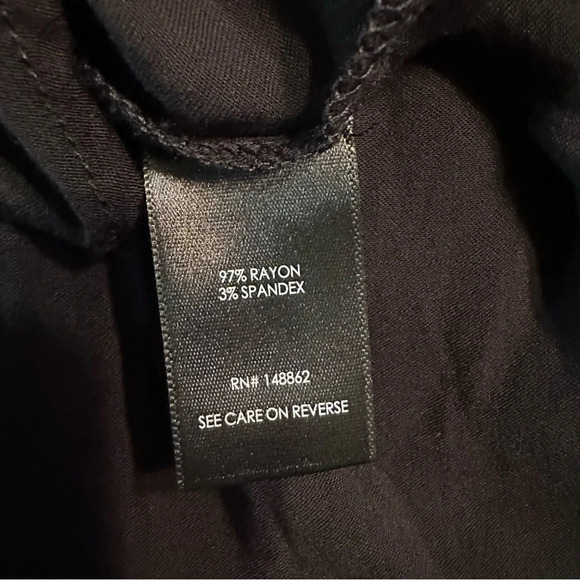 97% RAYON
3% SPANDEX
RN# 148862
SEE CARE ON REVERSE